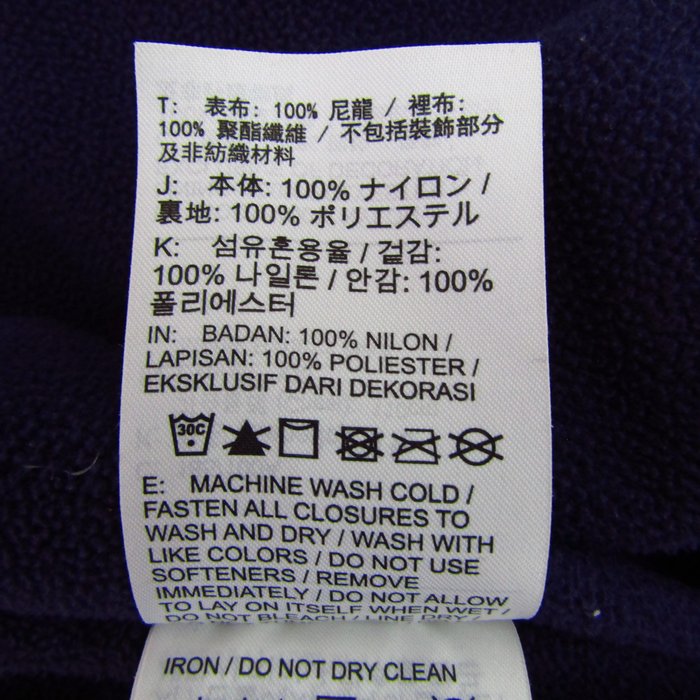 T: 表布: 100% 尼龍 / 裡布:
100% 聚酯纖維 / 不包括裝飾部分
及非紡織材料
J: 本体: 100% ナイロン /
裏地: 100% ポリエステル
K: 섬유혼용율 / 겉감:
100% 나일론 / 안감: 100%
폴리에스터
IN: BADAN: 100% NILON /
LAPISAN: 100% POLIESTER /
EKSKLUSIF DARI DEKORASI
30C
E: MACHINE WASH COLD /
FASTEN ALL CLOSURES TO
WASH AND DRY / WASH WITH
LIKE COLORS / DO NOT USE
SOFTENERS / REMOVE
IMMEDIATELY / DO NOT ALLOW
TO LAY ON ITSELF WHEN WET /
DO NOT BLEACH / LINE DRY /
IRON / DO NOT DRY CLEAN